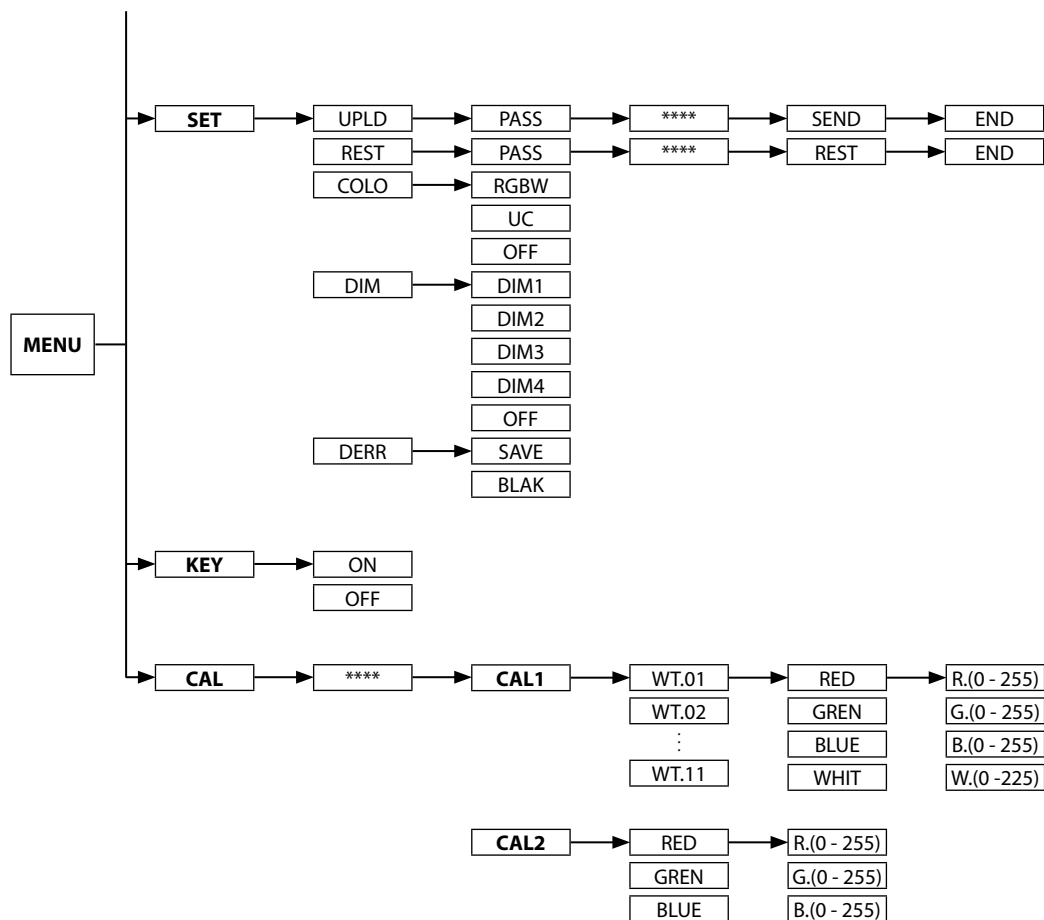 SET UPLD PASS **** SEND END
REST PASS **** REST END
COLO RGBW
UC
OFF
DIM DIM1
DIM2
MENU
DIM3
DIM4
OFF
DERR SAVE
BLAK
KEY ON
OFF
CAL **** CAL1 WT.01 RED R.(0 - 255)
WT.02 GREN G.(0 - 255)
⋮ BLUE B.(0 - 255)
WT.11 WHIT W.(0 -225)
CAL2 RED R.(0 - 255)
GREN G.(0 - 255)
BLUE B.(0 - 255)